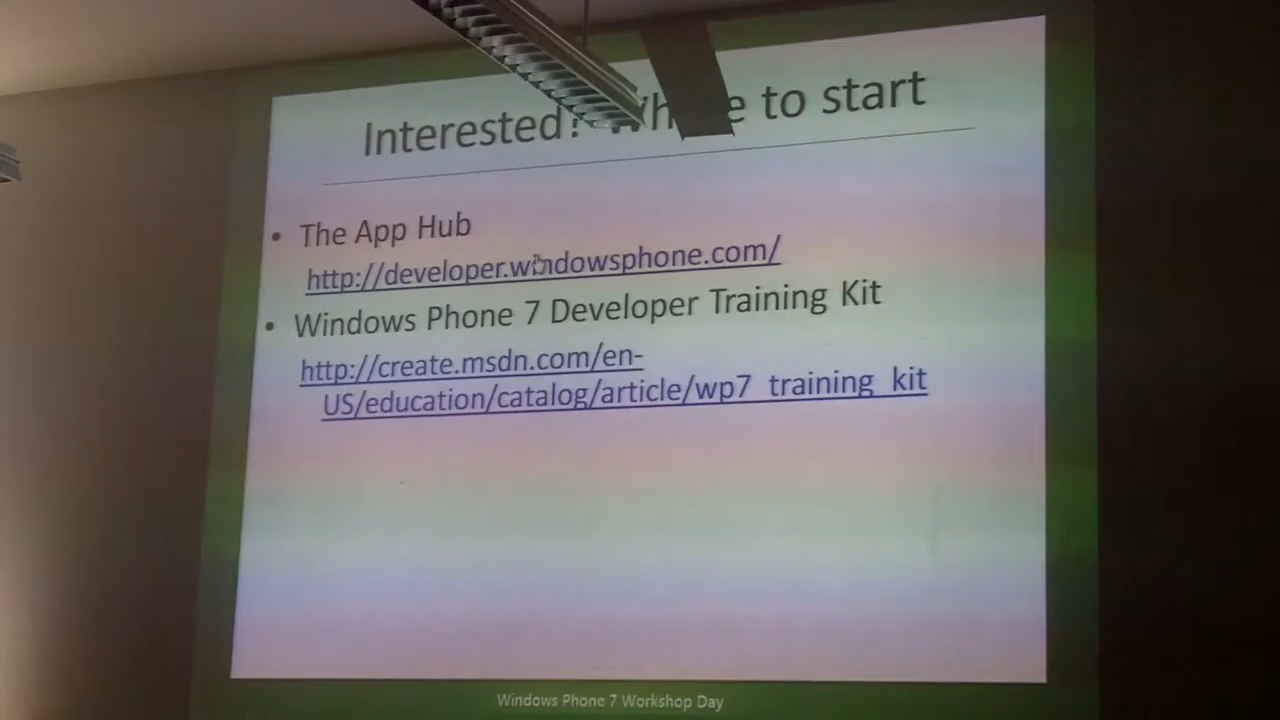 Interested? Where to start
• The App Hub
http://developer.windowsphone.com/
• Windows Phone 7 Developer Training Kit
http://create.msdn.com/en-
US/education/catalog/article/wp7_training_kit
Windows Phone 7 Workshop Day